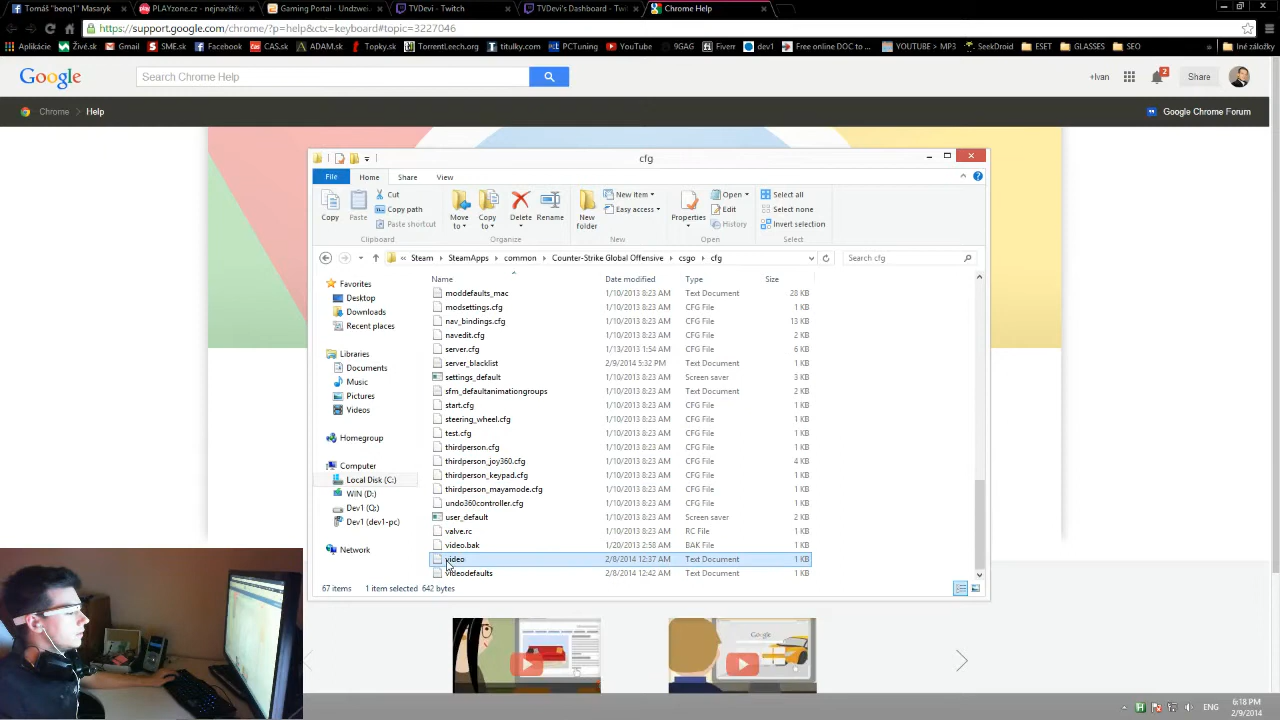 Tomáš "benq1" Masaryk
PLAYzone.cz - nejnavště
Gaming Portal - Undzwei
TVDevi - Twitch
TVDevi's Dashboard - Twi
Chrome Help
https://support.google.com/chrome/?p=help&ctx=keyboard#topic=3227046
Aplikácie
Živé.sk
Gmail
SME.sk
Facebook
CAS.sk
ADAM.sk
Topky.sk
TorrentLeech.org
titulky.com
PCTuning
YouTube
9GAG
Fiverr
dev1
Free online DOC to
YOUTUBE > MP3
SeekDroid
ESET
GLASSES
SEO
»
Iné záložky
Google
Search Chrome Help
+Ivan
2
Share
Chrome
Help
Google Chrome Forum
cfg
File
Home
Share
View
Copy
Paste
Cut
Copy path
Paste shortcut
Clipboard
Move to
Copy to
Delete
Rename
Organize
New folder
New item
Easy access
New
Properties
Open
Edit
History
Open
Select all
Select none
Invert selection
Select
« Steam
SteamApps
common
Counter-Strike Global Offensive
csgo
cfg
Search cfg
Name
Date modified
Type
Size
Favorites
Desktop
Downloads
Recent places
Libraries
Documents
Music
Pictures
Videos
Homegroup
Computer
Local Disk (C:)
WIN (D:)
Dev1 (Q:)
Dev1 (dev1-pc)
Network
moddefaults_mac 1/10/2013 8:23 AM Text Document 28 KB
modsettings.cfg 1/10/2013 8:23 AM CFG File 1 KB
nav_bindings.cfg 1/10/2013 8:23 AM CFG File 13 KB
navedit.cfg 1/10/2013 8:23 AM CFG File 2 KB
server.cfg 1/13/2013 1:54 AM CFG File 6 KB
server_blacklist 2/9/2014 5:32 PM Text Document 1 KB
settings_default 1/10/2013 8:23 AM Screen saver 3 KB
sfm_defaultanimationgroups 1/10/2013 8:23 AM Text Document 2 KB
start.cfg 1/10/2013 8:23 AM CFG File 1 KB
steering_wheel.cfg 1/10/2013 8:23 AM CFG File 1 KB
test.cfg 1/10/2013 8:23 AM CFG File 1 KB
thirdperson.cfg 1/10/2013 8:23 AM CFG File 1 KB
thirdperson_joy360.cfg 1/10/2013 8:23 AM CFG File 4 KB
thirdperson_keypad.cfg 1/10/2013 8:23 AM CFG File 1 KB
thirdperson_mayamode.cfg 1/10/2013 8:23 AM CFG File 1 KB
undo360controller.cfg 1/10/2013 8:23 AM CFG File 1 KB
user_default 1/10/2013 8:23 AM Screen saver 2 KB
valve.rc 1/10/2013 8:23 AM RC File 1 KB
video.bak 1/20/2013 2:58 AM BAK File 1 KB
video 2/8/2014 12:37 AM Text Document 1 KB
videodefaults 2/8/2014 12:42 AM Text Document 1 KB
67 items
1 item selected 642 bytes
Google
ENG
6:18 PM
2/9/2014